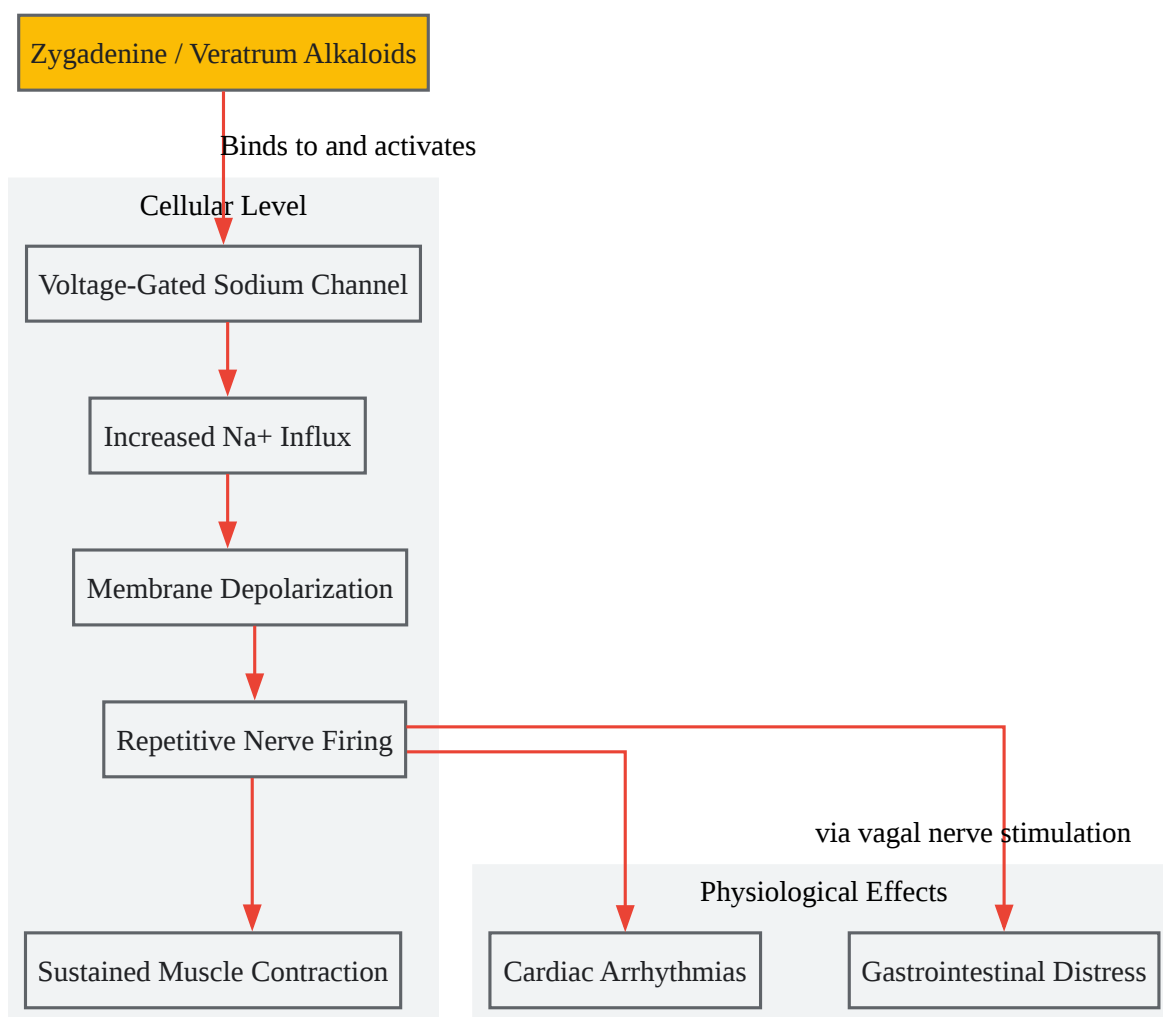 Zygadenine / Veratrum Alkaloids
Binds to and activates
Cellular Level
Voltage-Gated Sodium Channel
Increased Na+ Influx
Membrane Depolarization
Repetitive Nerve Firing
via vagal nerve stimulation
Physiological Effects
Sustained Muscle Contraction
Cardiac Arrhythmias
Gastrointestinal Distress